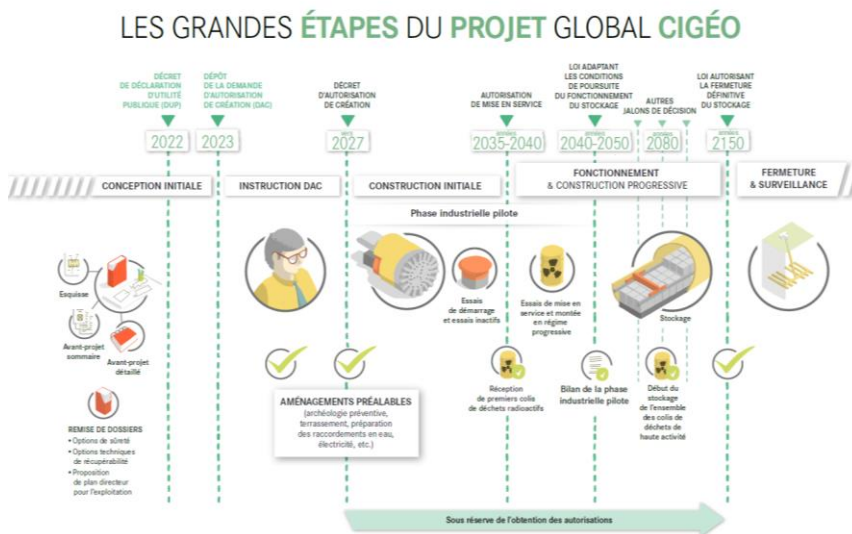 LES GRANDES ÉTAPES DU PROJET GLOBAL CIGÉO
DÉCRET
DE DÉCLARATION
D'UTILITÉ
PUBLIQUE (DUP)
2022
DÉPÔT
DE LA DEMANDE
D'AUTORISATION
DE CRÉATION (DAC)
2023
DÉCRET
D'AUTORISATION
DE CRÉATION
vers
2027
AUTORISATION
DE MISE EN SERVICE
années
2035-2040
LOI ADAPTANT
LES CONDITIONS
DE POURSUITE
DU FONCTIONNEMENT
DU STOCKAGE
années
2040-2050
AUTRES
JALONS DE DÉCISION
années
2080
LOI AUTORISANT
LA FERMETURE
DÉFINITIVE
DU STOCKAGE
années
2150
CONCEPTION INITIALE
INSTRUCTION DAC
CONSTRUCTION INITIALE
FONCTIONNEMENT
& CONSTRUCTION PROGRESSIVE
FERMETURE
& SURVEILLANCE
Phase industrielle pilote
Esquisse
Avant-projet
sommaire
Avant-projet
détaillé
Essais
de démarrage
et essais inactifs
Essais de mise en
service et montée
en régime
progressive
Stockage
REMISE DE DOSSIERS
• Options de sûreté
• Options techniques
de récupérabilité
• Proposition
de plan directeur
pour l'exploitation
AMÉNAGEMENTS PRÉALABLES
(archéologie préventive,
terrassement, préparation
des raccordements en eau,
électricité, etc.)
Réception
de premiers colis
de déchets radioactifs
Bilan de la phase
industrielle pilote
Début du
stockage
de l'ensemble
des colis de
déchets de
haute activité
Sous réserve de l'obtention des autorisations